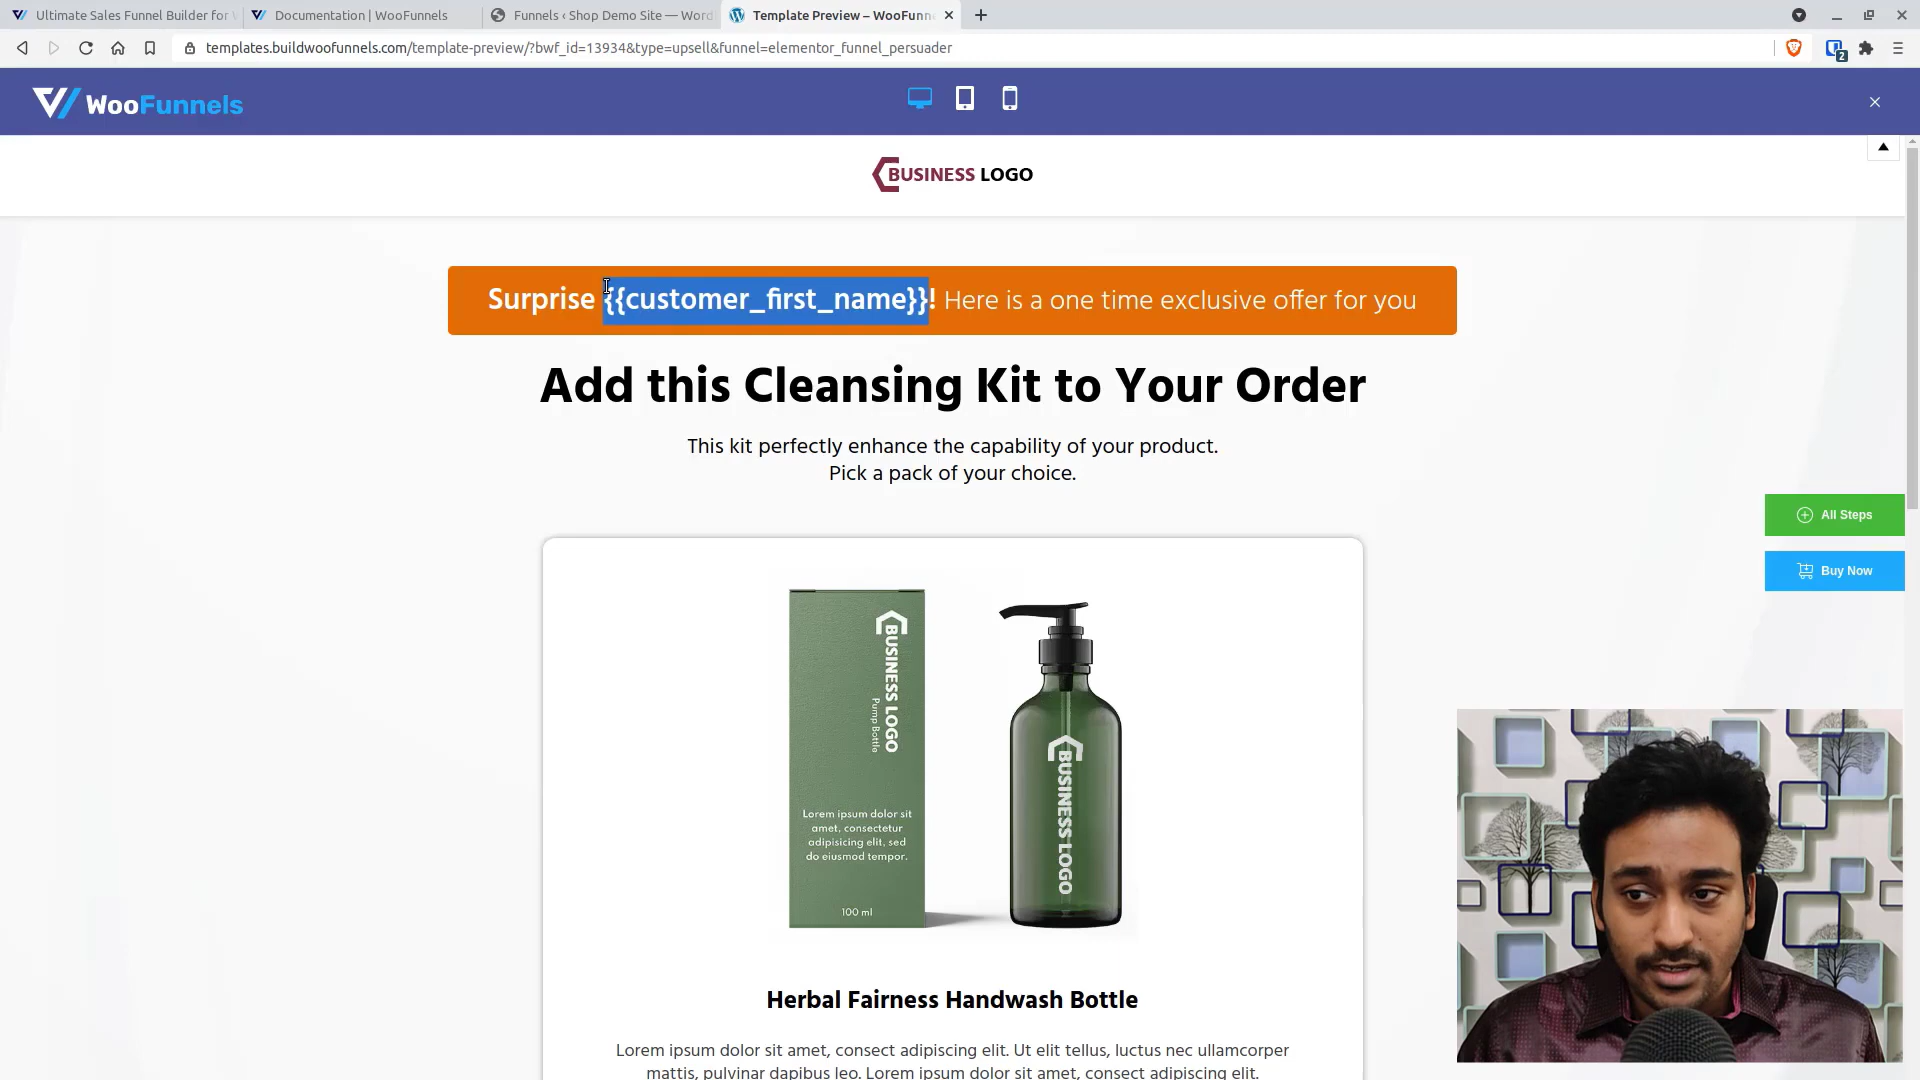 Ultimate Sales Funnel Builder for W
Documentation | WooFunnels
Funnels ‹ Shop Demo Site — Word
Template Preview – WooFunn
templates.buildwoofunnels.com/template-preview/?bwf_id=13934&type=upsell&funnel=elementor_funnel_persuader
2
WooFunnels
BUSINESS LOGO
Surprise {{customer_first_name}}! Here is a one time exclusive offer for you
Add this Cleansing Kit to Your Order
This kit perfectly enhance the capability of your product.
Pick a pack of your choice.
All Steps
Buy Now
BUSINESS LOGO
Pump Bottle
Lorem ipsum dolor sit
amet, consectetur
adipisicing elit, sed
do eiusmod tempor.
100 ml
BUSINESS LOGO
Herbal Fairness Handwash Bottle
Lorem ipsum dolor sit amet, consect adipiscing elit. Ut elit tellus, luctus nec ullamcorper
mattis, pulvinar dapibus leo. Lorem ipsum dolor sit amet, consect adipiscing elit.